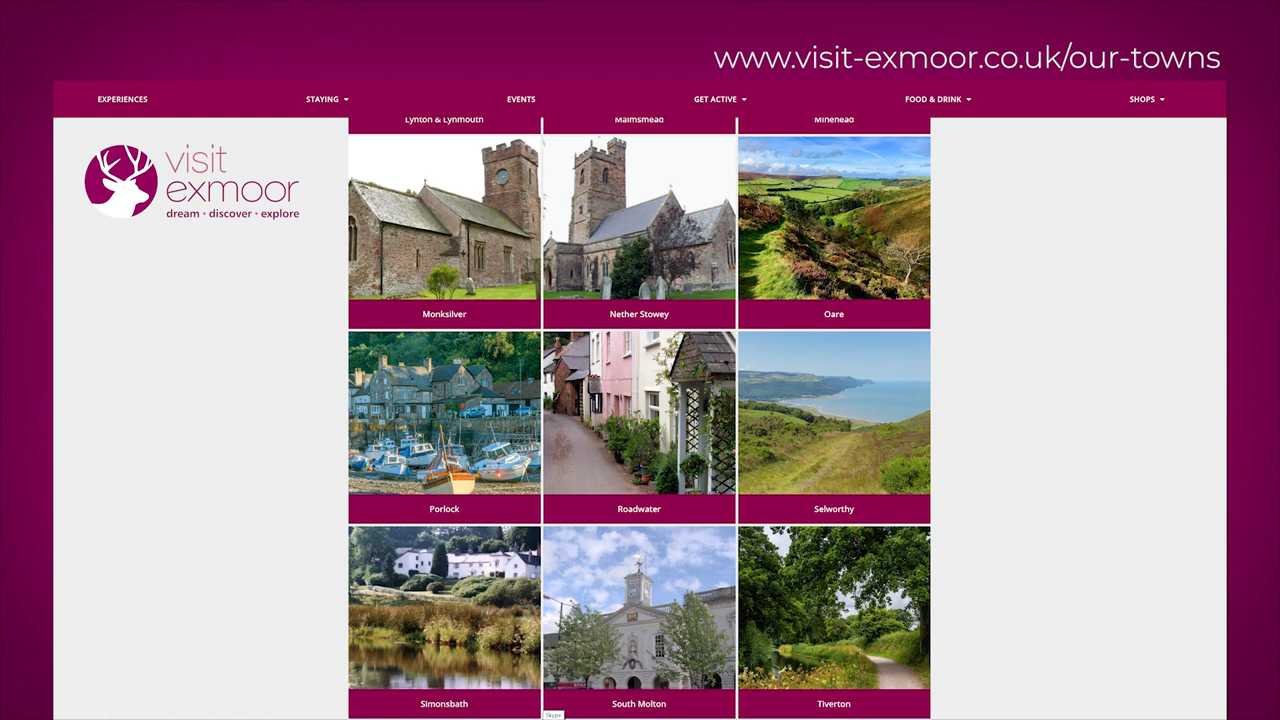 www.visit-exmoor.co.uk/our-towns
EXPERIENCES STAYING EVENTS GET ACTIVE FOOD & DRINK SHOPS
Lynton & Lynmouth Malmsmead Minehead
visit
exmoor
dream · discover · explore
Monksilver Nether Stowey Oare
Porlock Roadwater Selworthy
Simonsbath South Molton Tiverton
Skype